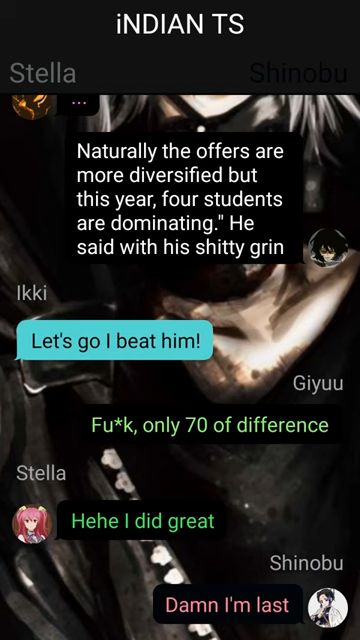 iNDIAN TS
Stella
Shinobu
...
Naturally the offers are
more diversified but
this year, four students
are dominating." He
said with his shitty grin
Ikki
Let's go I beat him!
Giyuu
Fu*k, only 70 of difference
Stella
Hehe I did great
Shinobu
Damn I'm last